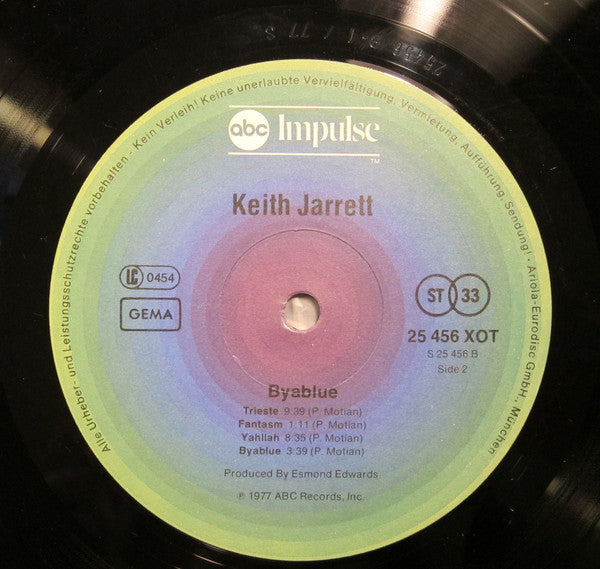 25456 B-1 / 77 S
Alle Urheber- und Leistungsschutzrechte vorbehalten · Kein Verleih! Keine unerlaubte Vervielfältigung, Vermietung, Aufführung, Sendung! · Ariola-Eurodisc GmbH., München
abc Impulse
TM
Keith Jarrett
LC 0454
GEMA
ST 33
25 456 XOT
S 25 456 B
Side 2
Byablue
Trieste 9:39 (P. Motian)
Fantasm 1:11 (P. Motian)
Yahllah 8:35 (P. Motian)
Byablue 3:39 (P. Motian)
Produced By Esmond Edwards
℗ 1977 ABC Records, Inc.